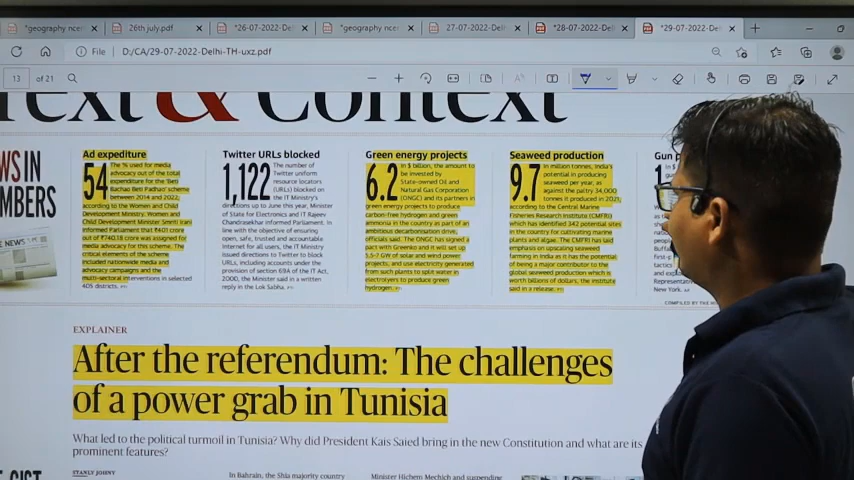 *geography ncer
26th july.pdf
*26-07-2022-Del
*geography ncer
27-07-2022-Del
*28-07-2022-Del
*29-07-2022-Del
File
D:/CA/29-07-2022-Delhi-TH-uxz.pdf
13 of 21
Text & Context
WS IN
MBERS
E NEWS
Ad expediture
54
The % used for media
advocacy out of the total
expenditure for the 'Beti
Bachao Beti Padhao' scheme
between 2014 and 2022,
according to the Women and
Child Development Ministry. Women and
Child Development Minister Smriti Irani
informed Parliament that ₹401 crore
out of ₹740.18 crore was assigned for
media advocacy for this scheme. The
critical elements of the scheme
included nationwide media and
advocacy campaigns and the
multi-sectoral interventions in selected
405 districts. PTI
Twitter URLs blocked
1,122
The number of
Twitter uniform
resource locators
(URLs) blocked on
the IT Ministry's
directions up to June this year, Minister
of State for Electronics and IT Rajeev
Chandrasekhar informed Parliament. In
line with the objective of ensuring
open, safe, trusted and accountable
Internet for all users, the IT Ministry
issued directions to Twitter to block
URLs, including accounts under the
provision of section 69A of the IT Act,
2000, the Minister said in a written
reply in the Lok Sabha. PTI
Green energy projects
6.2
In $ billion, the amount to
be invested by
State-owned Oil and
Natural Gas Corporation
(ONGC) and its partners in
green energy projects to produce
carbon-free hydrogen and green
ammonia in the country as part of an
ambitious decarbonisation drive,
officials said. The ONGC has signed a
pact with Greenko and it will set up
5.5-7 GW of solar and wind power
projects, and use electricity generated
from such plants to split water in
electrolyers to produce green
hydrogen. PTI
Seaweed production
9.7
In million tonnes, India's
potential in producing
seaweed per year, as
against the paltry 34,000
tonnes it produced in 2021,
according to the Central Marine
Fisheries Research Institute (CMFRI)
which has identified 342 potential sites
in the country for cultivating marine
plants and algae. The CMFRI has laid
emphasis on upscaling seaweed
farming in India as it has the potential
of being a major contributor to the
global seaweed production which is
worth billions of dollars, the institute
said in a release. PTI
Gun p
first-p
Representativ
New York. AP
COMPILED BY THE H
EXPLAINER
After the referendum: The challenges
of a power grab in Tunisia
What led to the political turmoil in Tunisia? Why did President Kais Saied bring in the new Constitution and what are its
prominent features?
STANLY JOHNY
In Bahrain, the Shia majority country
Minister Hichem Mechich and suspending